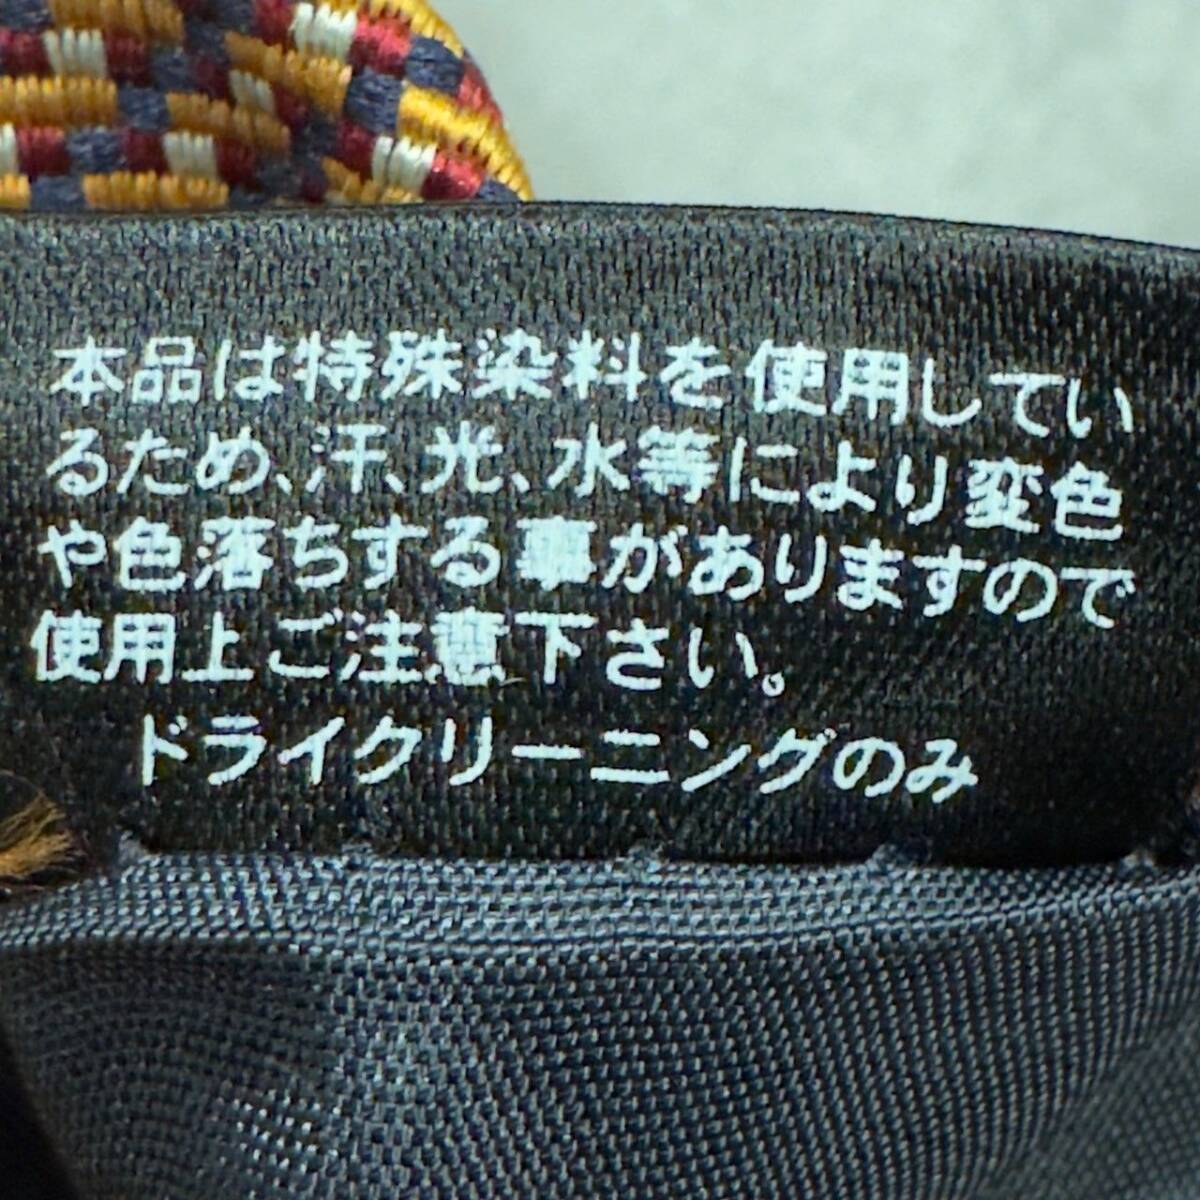 本品は特殊染料を使用してい
るため、汗、光、水等により変色
や色落ちする事がありますので
使用上ご注意下さい。
ドライクリーニングのみ